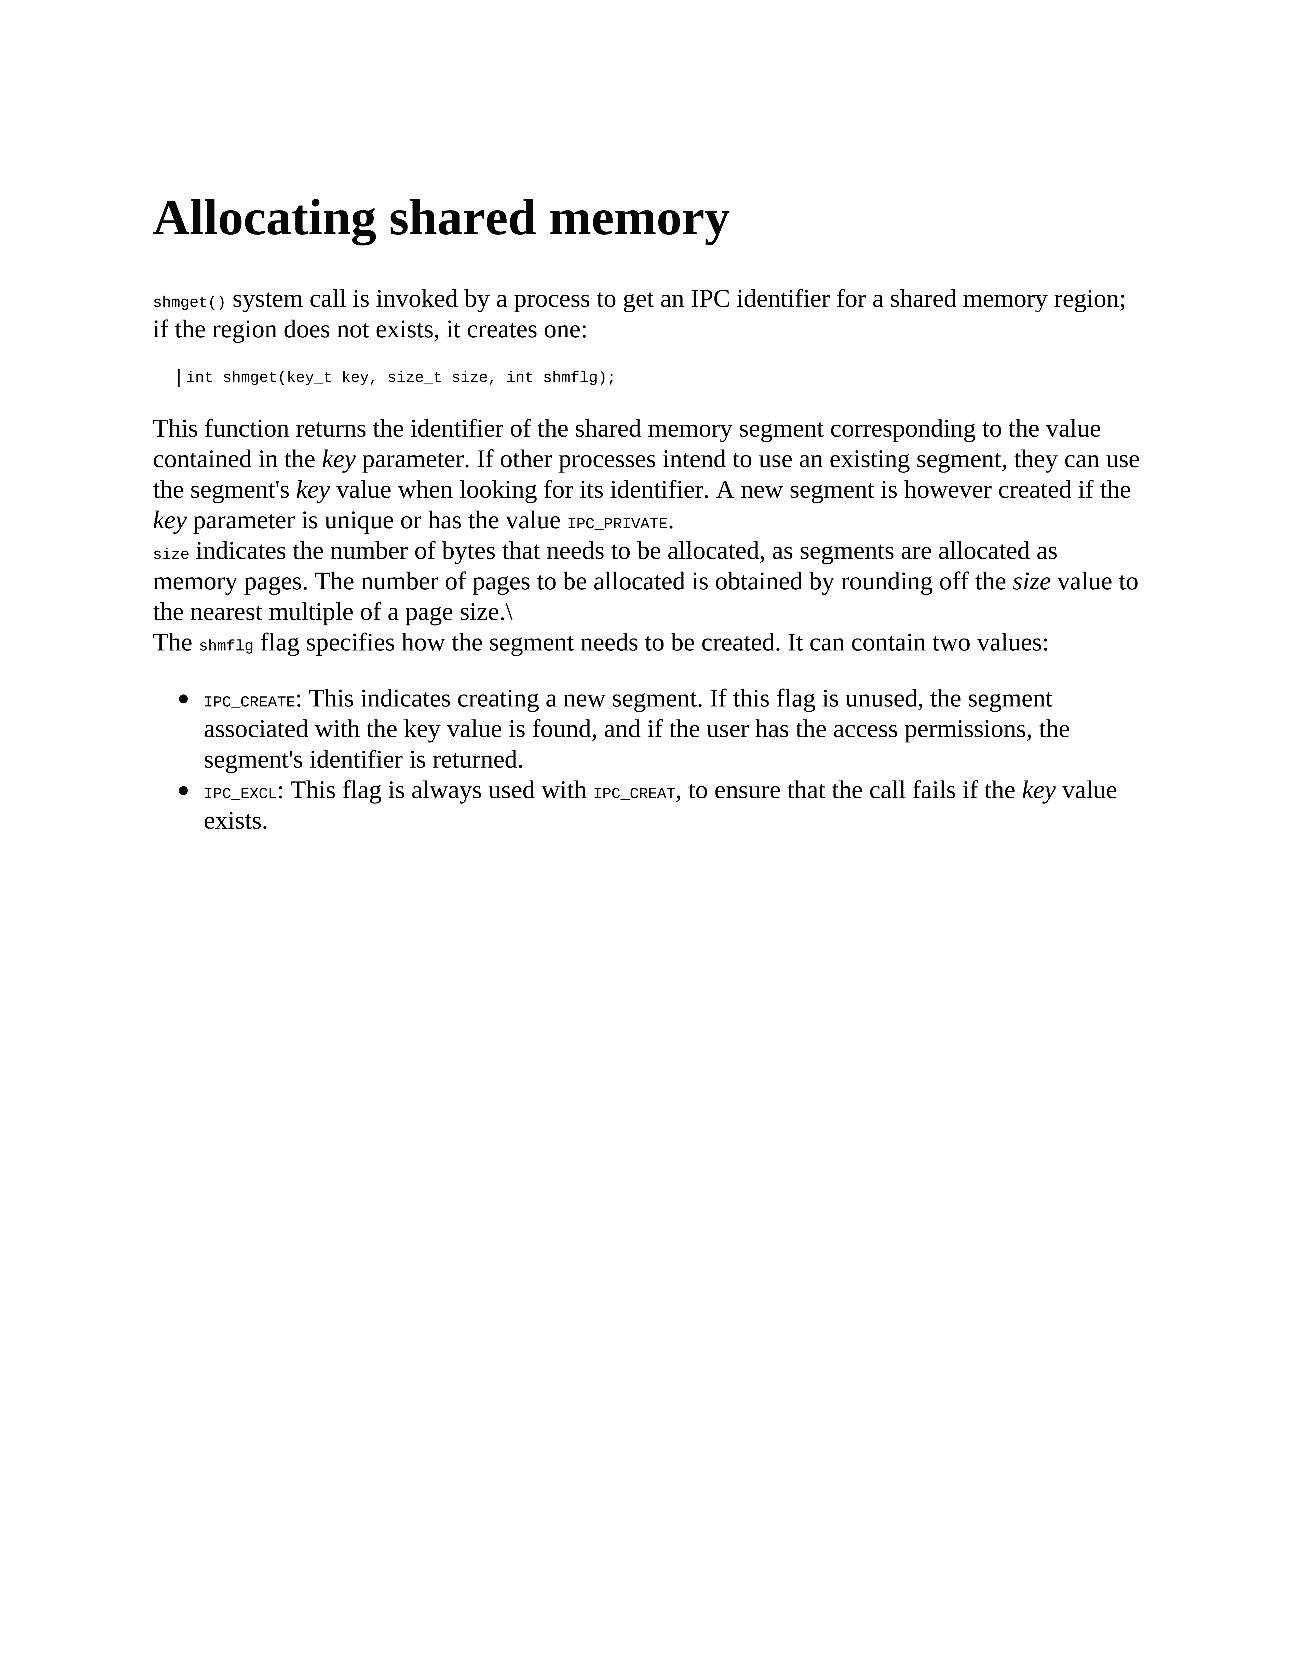 Allocating shared memory
shmget() system call is invoked by a process to get an IPC identifier for a shared memory region;
if the region does not exists, it creates one:
int shmget(key_t key, size_t size, int shmflg);
This function returns the identifier of the shared memory segment corresponding to the value
contained in the key parameter. If other processes intend to use an existing segment, they can use
the segment's key value when looking for its identifier. A new segment is however created if the
key parameter is unique or has the value IPC_PRIVATE.
size indicates the number of bytes that needs to be allocated, as segments are allocated as
memory pages. The number of pages to be allocated is obtained by rounding off the size value to
the nearest multiple of a page size.\
The shmflg flag specifies how the segment needs to be created. It can contain two values:
• IPC_CREATE: This indicates creating a new segment. If this flag is unused, the segment
associated with the key value is found, and if the user has the access permissions, the
segment's identifier is returned.
• IPC_EXCL: This flag is always used with IPC_CREAT, to ensure that the call fails if the key value
exists.